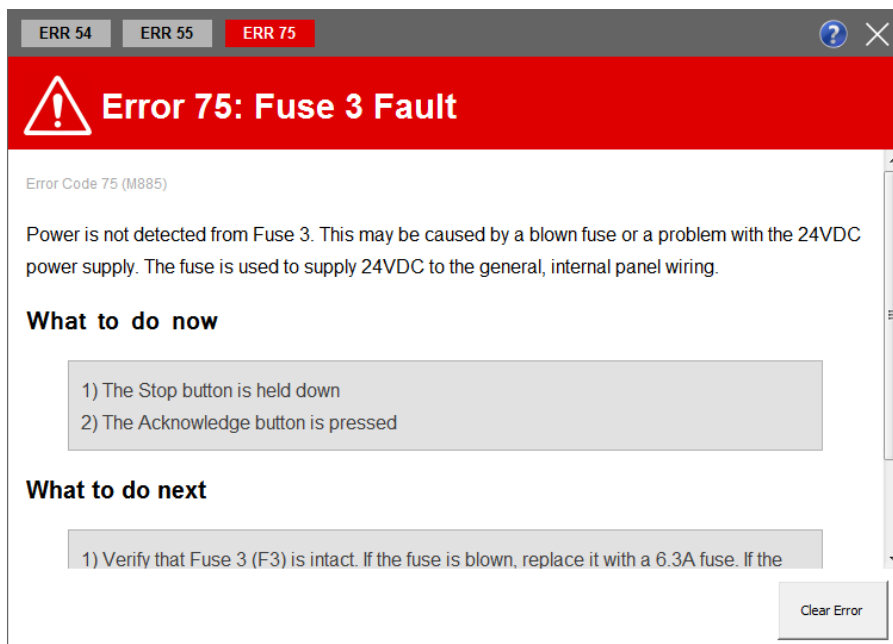 ERR 54 ERR 55 ERR 75
?
Error 75: Fuse 3 Fault
Error Code 75 (M885)
Power is not detected from Fuse 3. This may be caused by a blown fuse or a problem with the 24VDC
power supply. The fuse is used to supply 24VDC to the general, internal panel wiring.
What to do now
1) The Stop button is held down
2) The Acknowledge button is pressed
What to do next
1) Verify that Fuse 3 (F3) is intact. If the fuse is blown, replace it with a 6.3A fuse. If the
Clear Error